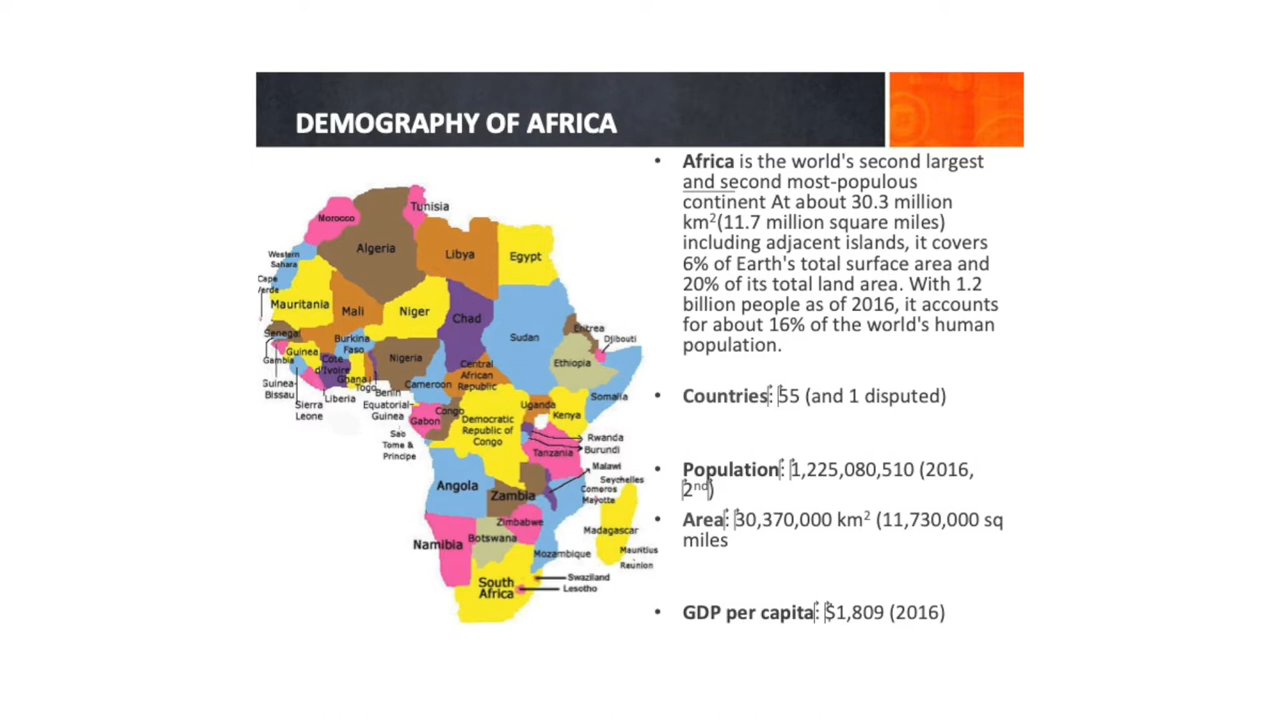 DEMOGRAPHY OF AFRICA
• Africa is the world's second largest
and second most-populous
continent At about 30.3 million
km²(11.7 million square miles)
including adjacent islands, it covers
6% of Earth's total surface area and
20% of its total land area. With 1.2
billion people as of 2016, it accounts
for about 16% of the world's human
population.
• Countries: 55 (and 1 disputed)
• Population: 1,225,080,510 (2016,
2nd)
• Area: 30,370,000 km² (11,730,000 sq
miles
• GDP per capita: $1,809 (2016)
Tunisia
Morocco
Algeria
Libya
Egypt
Western
Sahara
Cape
Verde
Mauritania
Mali
Niger
Chad
Sudan
Eritrea
Djibouti
Senegal
Gambia
Guinea
Burkina
Faso
Cote
d'Ivoire
Ghana
Togo
Benin
Nigeria
Cameroon
Central
African
Republic
Ethiopia
Somalia
Guinea-
Bissau
Sierra
Leone
Liberia
Equatorial-
Guinea
Sao
Tome &
Principe
Gabon
Congo
Democratic
Republic of
Congo
Uganda
Kenya
Rwanda
Burundi
Tanzania
Malawi
Seychelles
Comoros
Mayotte
Angola
Zambia
Zimbabwe
Madagascar
Namibia
Botswana
Mozambique
Mauritius
Reunion
South
Africa
Swaziland
Lesotho